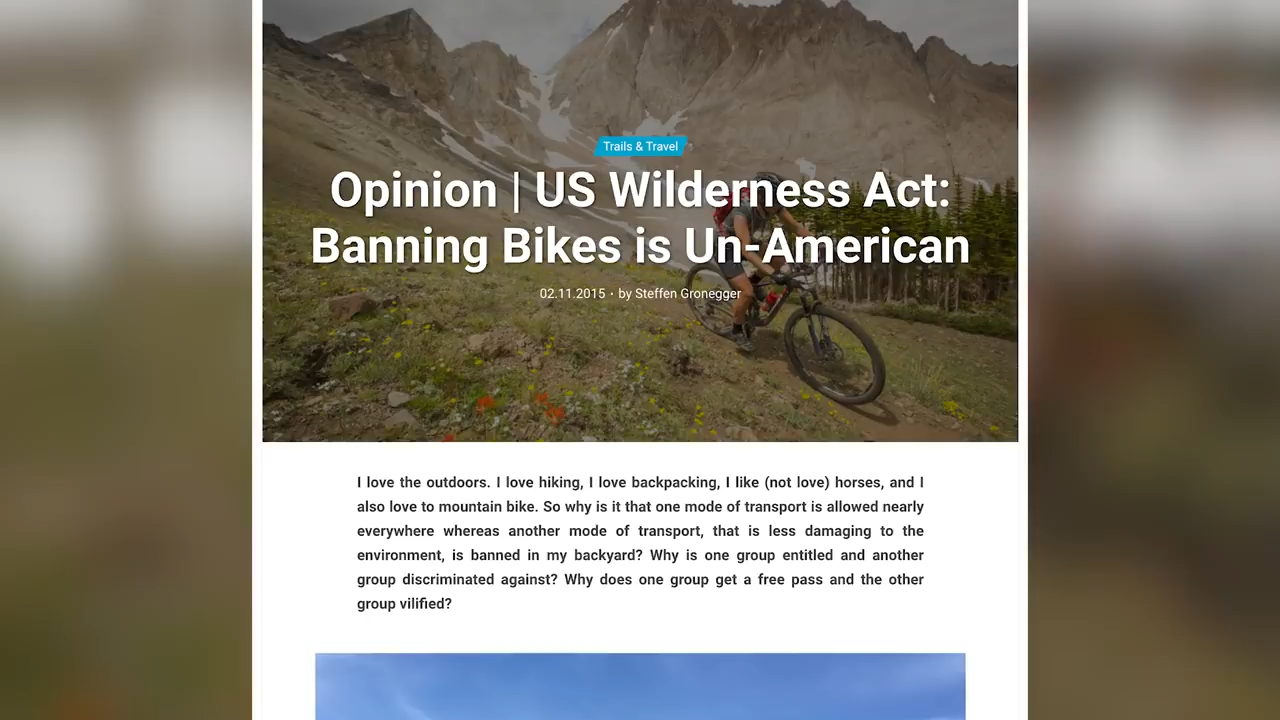 Trails & Travel
Opinion | US Wilderness Act:
Banning Bikes is Un-American
02.11.2015 · by Steffen Gronegger
I love the outdoors. I love hiking, I love backpacking, I like (not love) horses, and I
also love to mountain bike. So why is it that one mode of transport is allowed nearly
everywhere whereas another mode of transport, that is less damaging to the
environment, is banned in my backyard? Why is one group entitled and another
group discriminated against? Why does one group get a free pass and the other
group vilified?